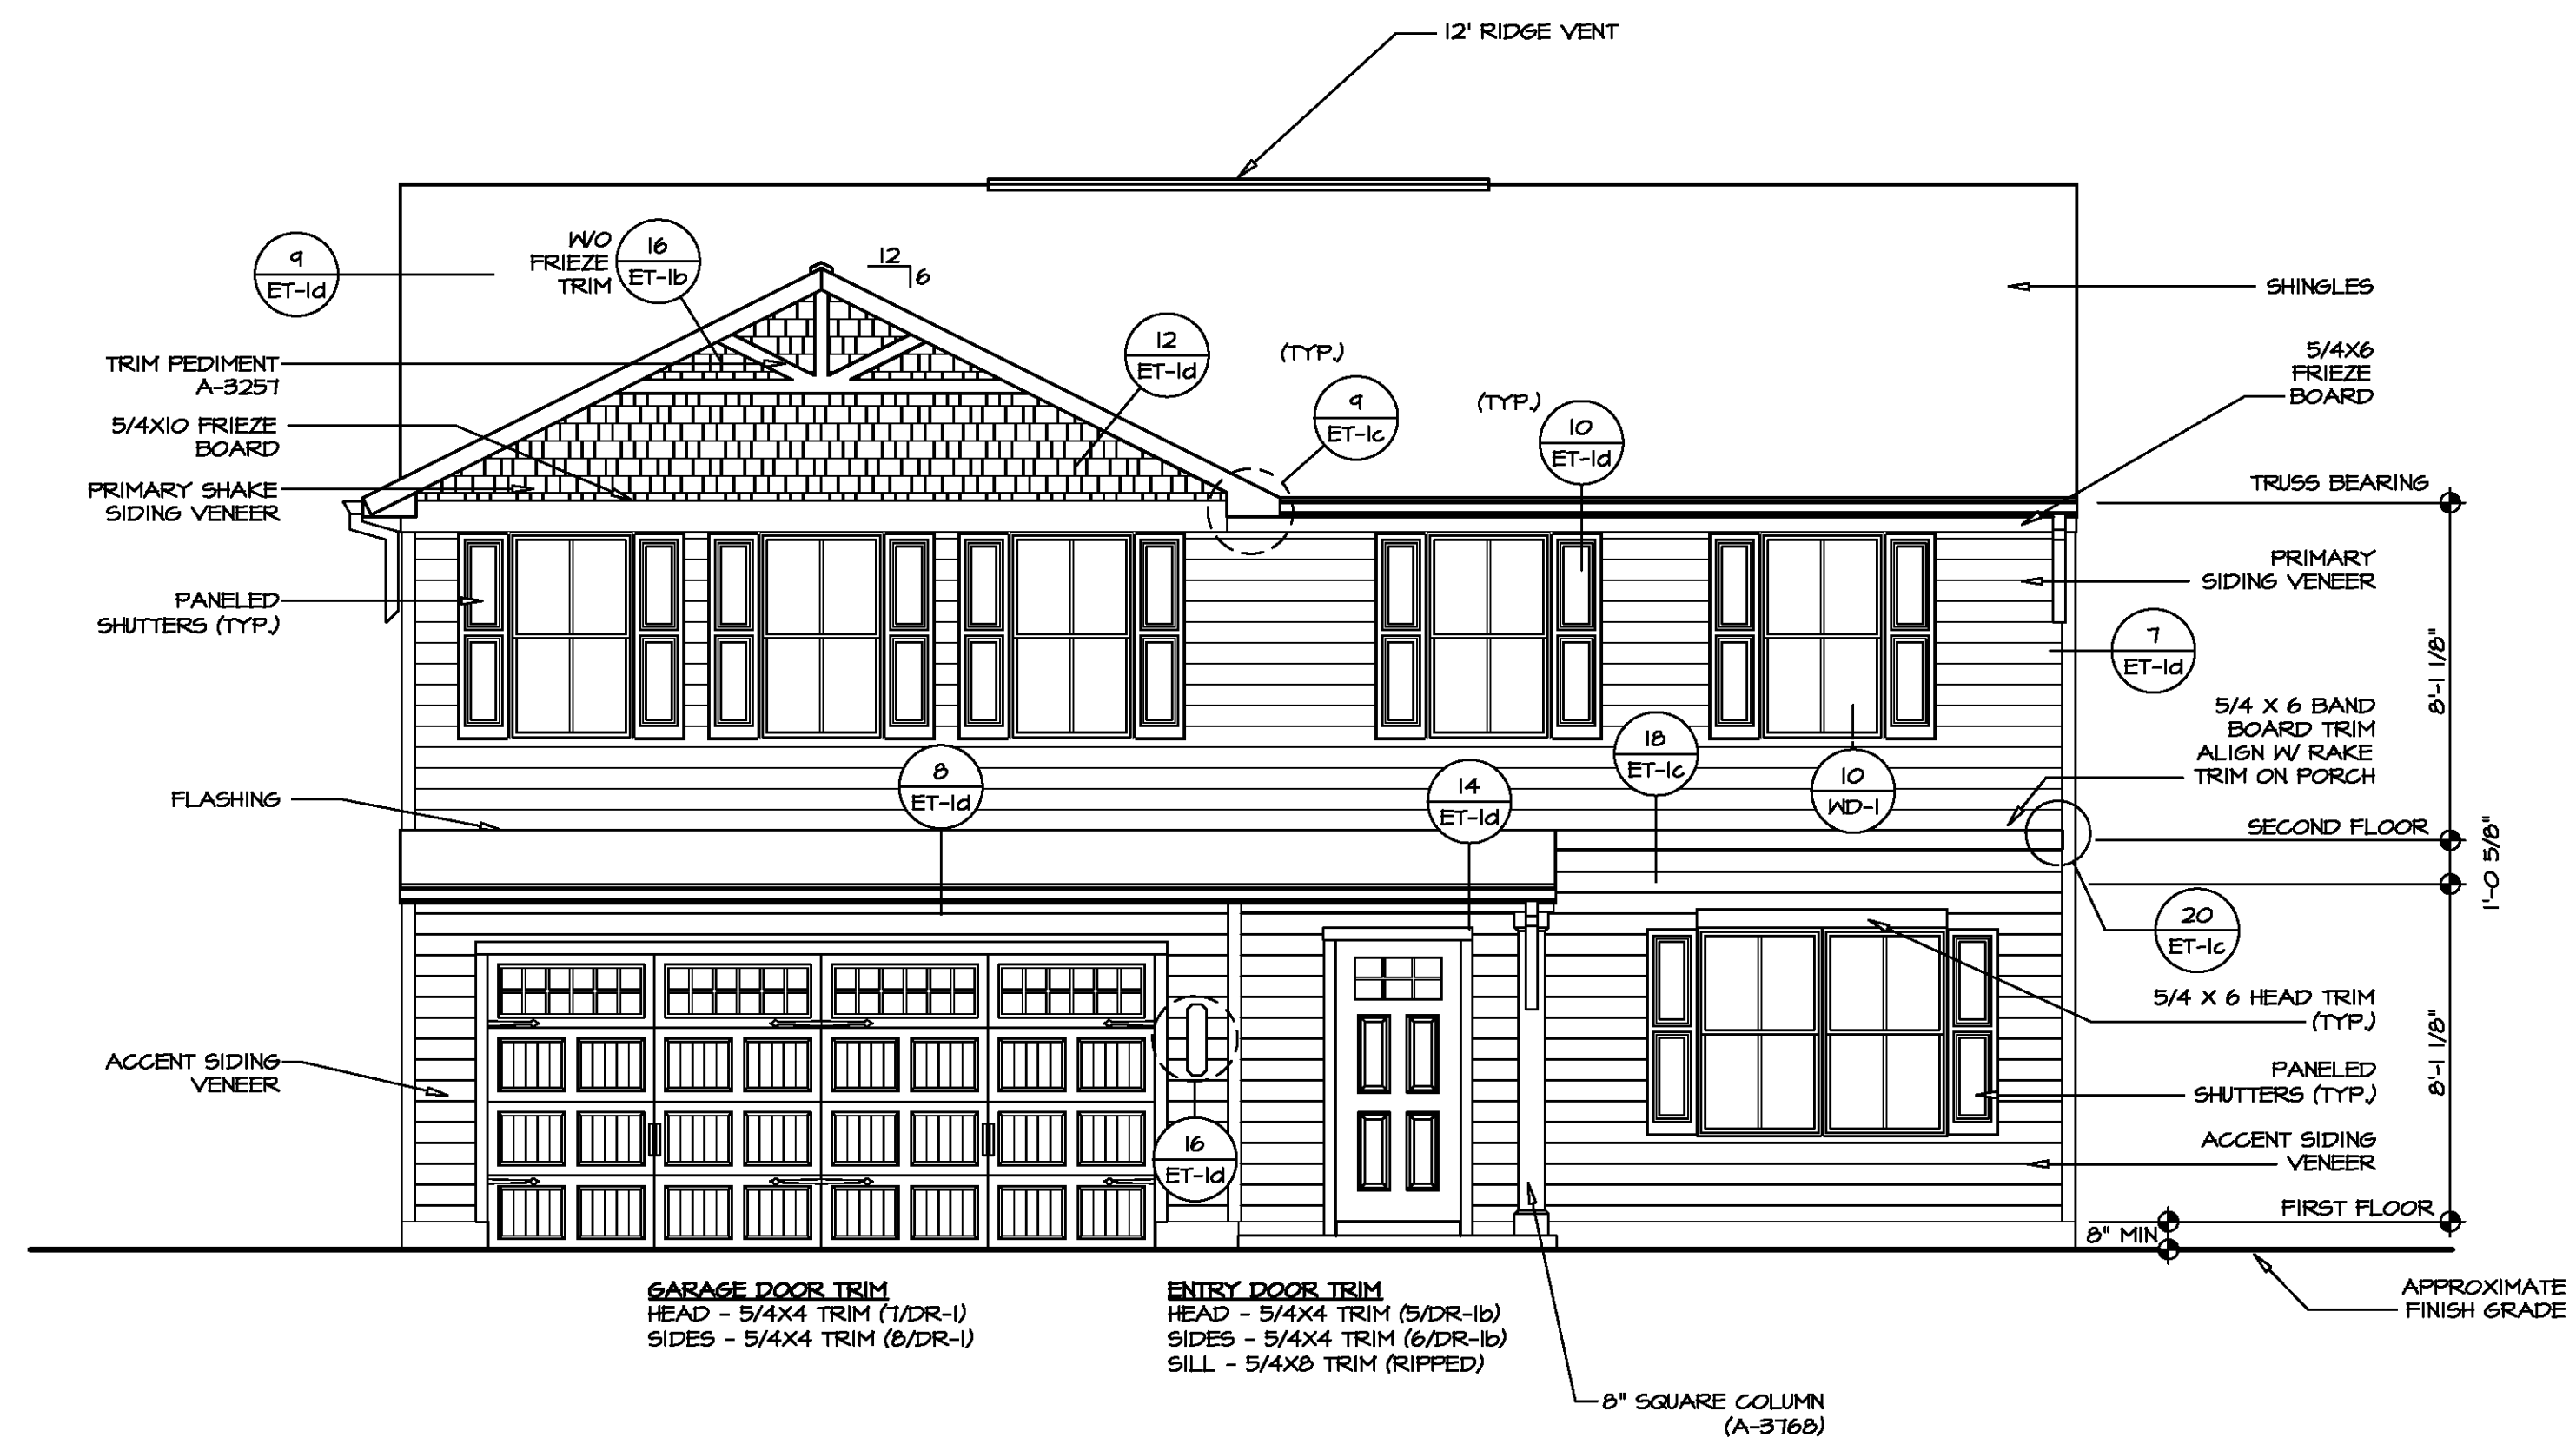 12' RIDGE VENT
9
ET-1d
W/O
FRIEZE
TRIM
16
ET-1b
12
6
SHINGLES
TRIM PEDIMENT
A-3257
12
ET-1d
(TYP.)
9
ET-1c
(TYP.)
10
ET-1d
5/4X6
FRIEZE
BOARD
5/4X10 FRIEZE
BOARD
PRIMARY SHAKE
SIDING VENEER
TRUSS BEARING
PRIMARY
SIDING VENEER
PANELED
SHUTTERS (TYP.)
7
ET-1d
8'-1 1/8"
5/4 X 6 BAND
BOARD TRIM
ALIGN W/ RAKE
TRIM ON PORCH
18
ET-1c
10
WD-1
8
ET-1d
14
ET-1d
FLASHING
SECOND FLOOR
1'-0 5/8"
20
ET-1c
5/4 X 6 HEAD TRIM
(TYP.)
ACCENT SIDING
VENEER
8'-1 1/8"
PANELED
SHUTTERS (TYP.)
16
ET-1d
ACCENT SIDING
VENEER
FIRST FLOOR
8" MIN
APPROXIMATE
FINISH GRADE
GARAGE DOOR TRIM
HEAD - 5/4X4 TRIM (7/DR-1)
SIDES - 5/4X4 TRIM (8/DR-1)
ENTRY DOOR TRIM
HEAD - 5/4X4 TRIM (5/DR-1b)
SIDES - 5/4X4 TRIM (6/DR-1b)
SILL - 5/4X8 TRIM (RIPPED)
8" SQUARE COLUMN
(A-3768)